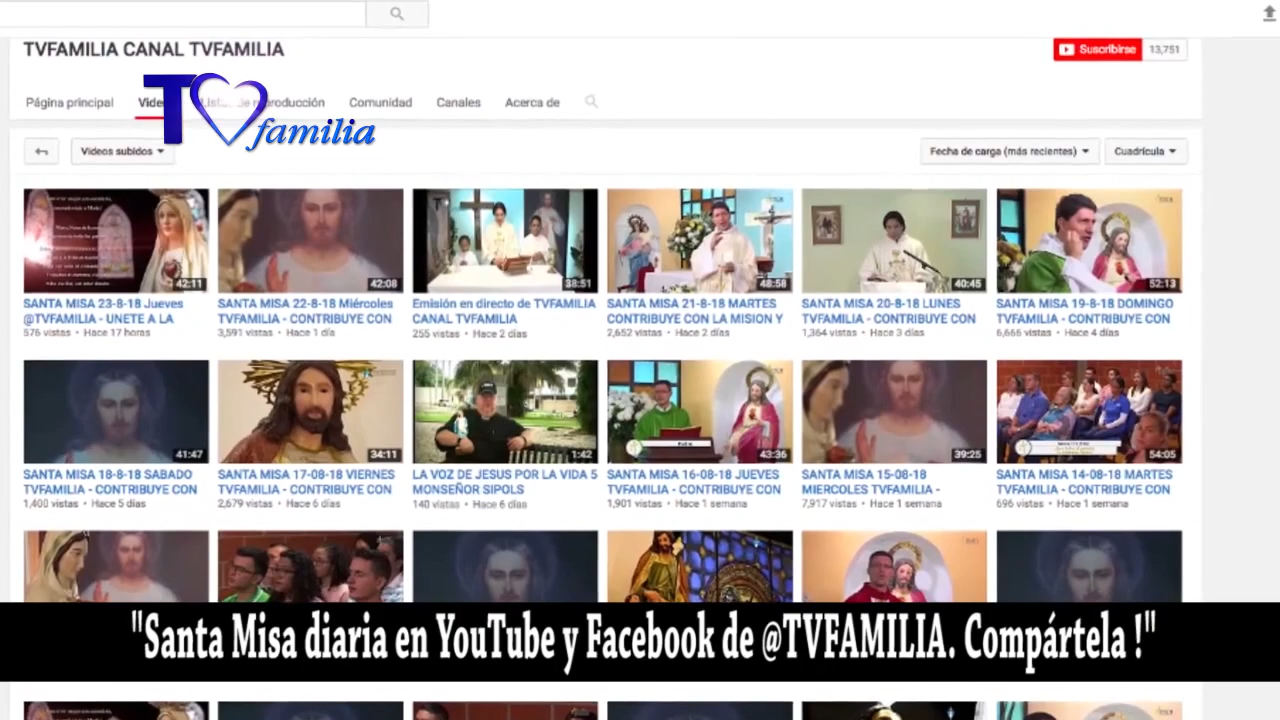 TVFAMILIA CANAL TVFAMILIA
Suscribirse 13,751
TV familia
Página principal Comunidad Canales Acerca de
Videos subidos Fecha de carga (más recientes) Cuadrícula
42:11 42:08 38:51 48:58 40:45 52:13
SANTA MISA 23-8-18 Jueves
@TVFAMILIA - UNETE A LA
576 vistas • Hace 17 horas
SANTA MISA 22-8-18 Miércoles
TVFAMILIA - CONTRIBUYE CON
3,591 vistas • Hace 1 día
Emisión en directo de TVFAMILIA
CANAL TVFAMILIA
255 vistas • Hace 2 días
SANTA MISA 21-8-18 MARTES
CONTRIBUYE CON LA MISION Y
2,652 vistas • Hace 2 días
SANTA MISA 20-8-18 LUNES
TVFAMILIA - CONTRIBUYE CON
1,364 vistas • Hace 3 días
SANTA MISA 19-8-18 DOMINGO
TVFAMILIA - CONTRIBUYE CON
6,666 vistas • Hace 4 días
41:47 34:11 1:42 43:36 39:25 54:05
SANTA MISA 18-8-18 SABADO
TVFAMILIA - CONTRIBUYE CON
1,400 vistas • Hace 5 días
SANTA MISA 17-08-18 VIERNES
TVFAMILIA - CONTRIBUYE CON
2,679 vistas • Hace 6 días
LA VOZ DE JESUS POR LA VIDA 5
MONSEÑOR SIPOLS
140 vistas • Hace 6 días
SANTA MISA 16-08-18 JUEVES
TVFAMILIA - CONTRIBUYE CON
1,901 vistas • Hace 1 semana
SANTA MISA 15-08-18
MIERCOLES TVFAMILIA -
7,917 vistas • Hace 1 semana
SANTA MISA 14-08-18 MARTES
TVFAMILIA - CONTRIBUYE CON
696 vistas • Hace 1 semana
"Santa Misa diaria en YouTube y Facebook de @TVFAMILIA. Compártela !"